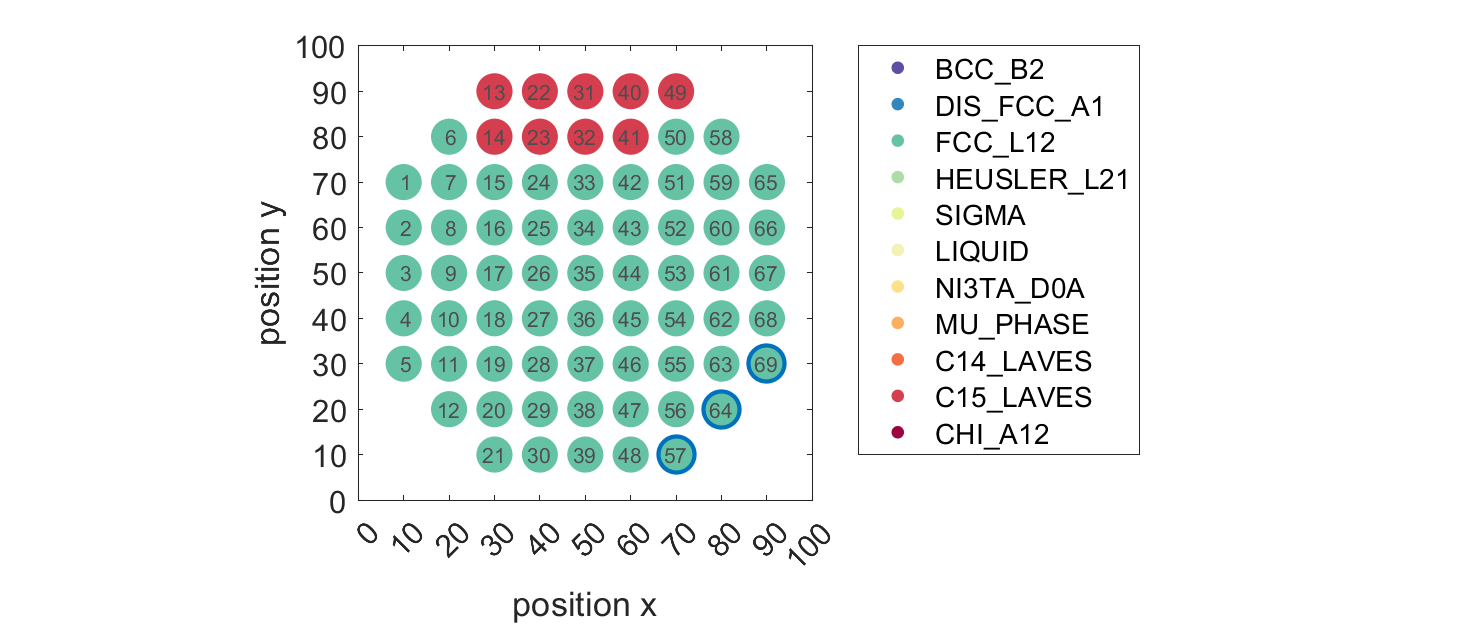 100
90
80
70
60
50
40
30
20
10
0
position y
13 22 31 40 49
6 14 23 32 41 50 58
1 7 15 24 33 42 51 59 65
2 8 16 25 34 43 52 60 66
3 9 17 26 35 44 53 61 67
4 10 18 27 36 45 54 62 68
5 11 19 28 37 46 55 63 69
12 20 29 38 47 56 64
21 30 39 48 57
0 10 20 30 40 50 60 70 80 90 100
position x
BCC_B2
DIS_FCC_A1
FCC_L12
HEUSLER_L21
SIGMA
LIQUID
NI3TA_D0A
MU_PHASE
C14_LAVES
C15_LAVES
CHI_A12